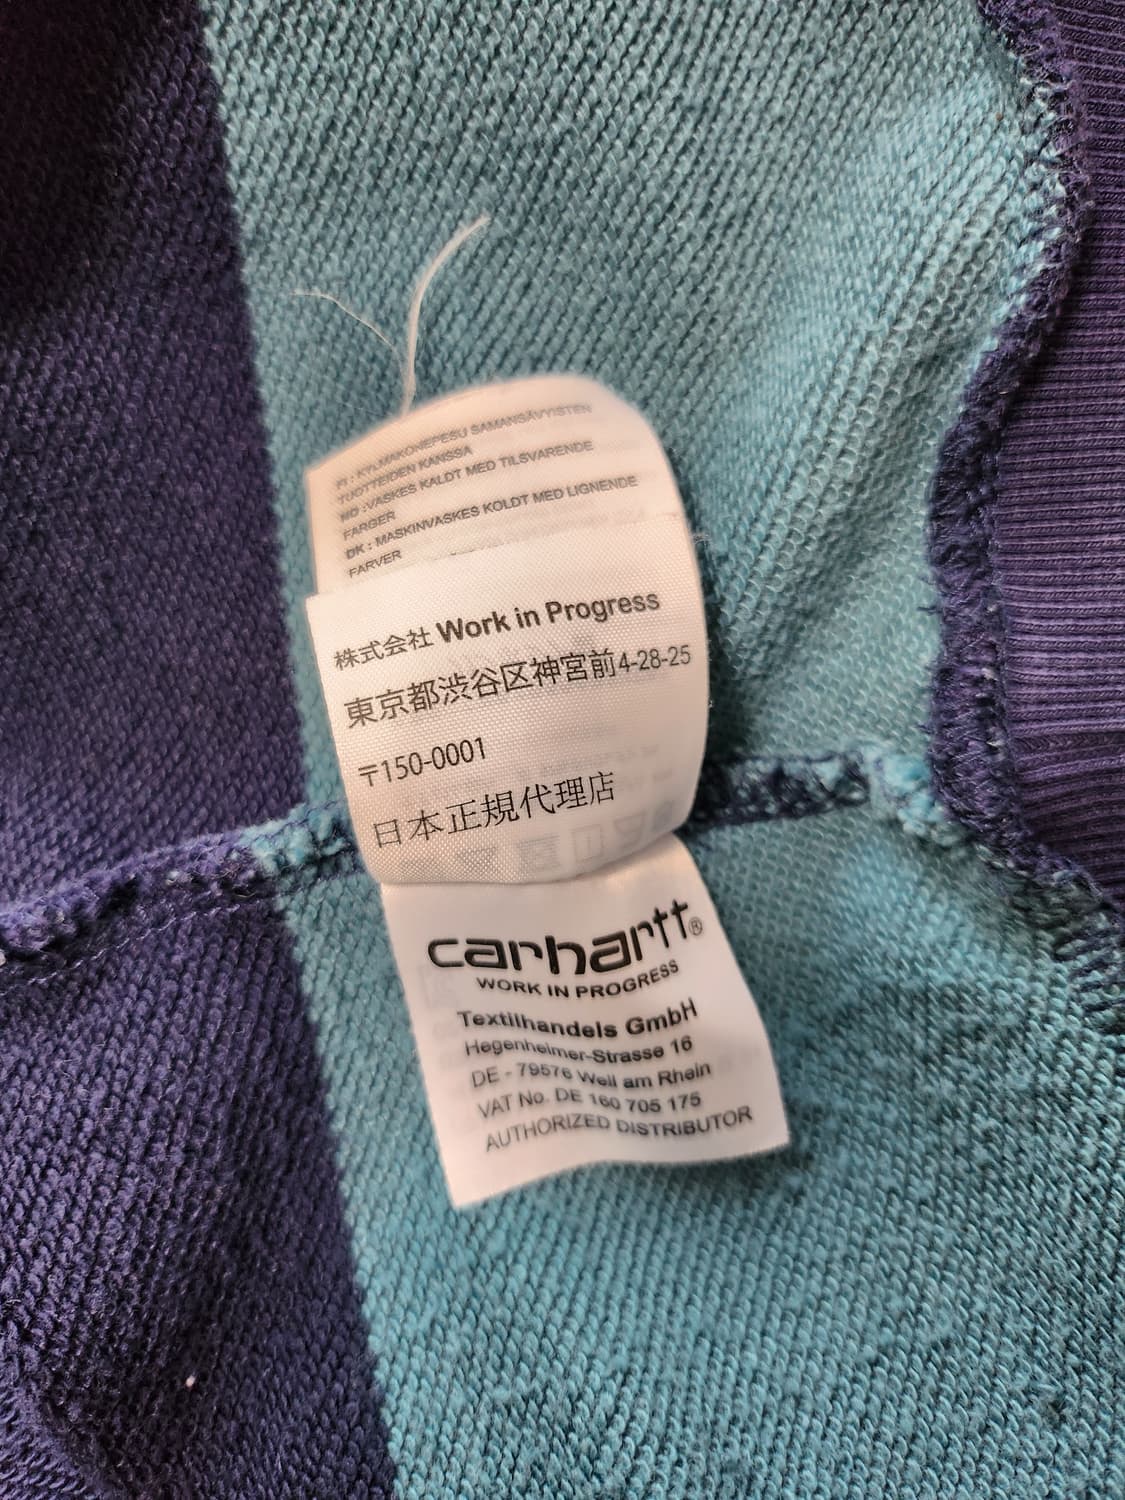 FI : KYLMÄKONEPESU SAMANSÄVYISTEN
TUOTTEIDEN KANSSA
NO :VASKES KALDT MED TILSVARENDE
FARGER
DK : MASKINVASKES KOLDT MED LIGNENDE
FARVER
株式会社 Work in Progress
東京都渋谷区神宮前4-28-25
〒150-0001
日本正規代理店
carhartt®
WORK IN PROGRESS
Textilhandels GmbH
Hegenheimer-Strasse 16
DE - 79576 Weil am Rhein
VAT No. DE 160 705 175
AUTHORIZED DISTRIBUTOR